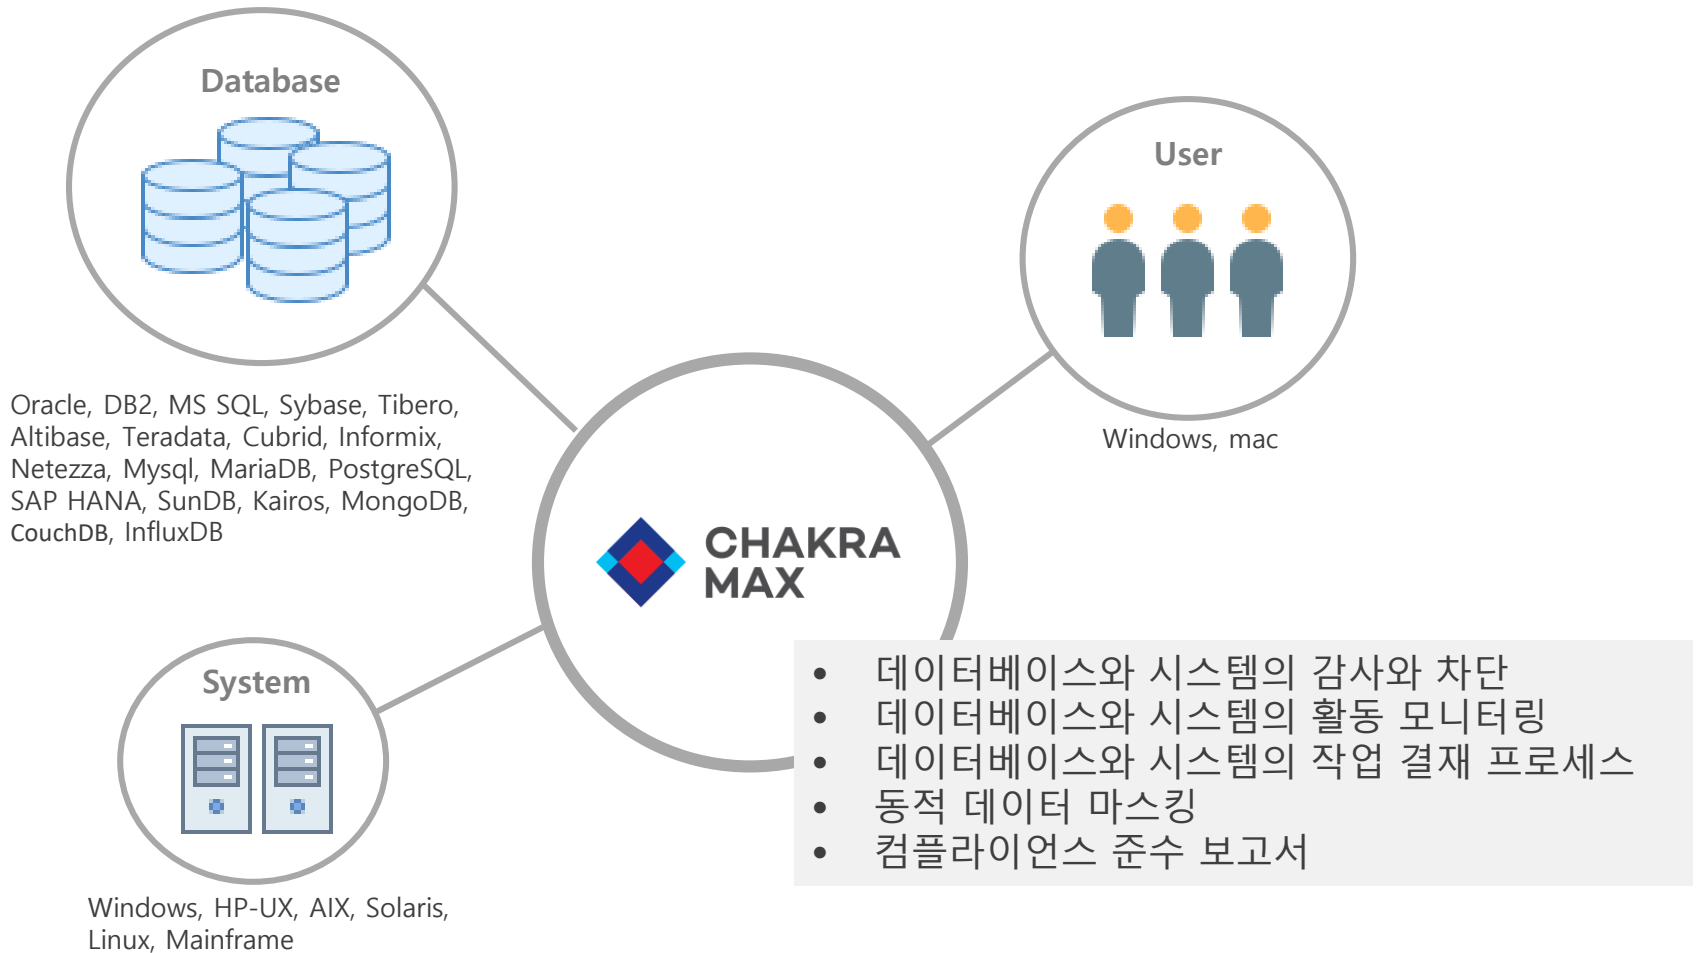 Database
Oracle, DB2, MS SQL, Sybase, Tibero,
Altibase, Teradata, Cubrid, Informix,
Netezza, Mysql, MariaDB, PostgreSQL,
SAP HANA, SunDB, Kairos, MongoDB,
CouchDB, InfluxDB
User
Windows, mac
CHAKRA
MAX
System
Windows, HP-UX, AIX, Solaris,
Linux, Mainframe
• 데이터베이스와 시스템의 감사와 차단
• 데이터베이스와 시스템의 활동 모니터링
• 데이터베이스와 시스템의 작업 결재 프로세스
• 동적 데이터 마스킹
• 컴플라이언스 준수 보고서